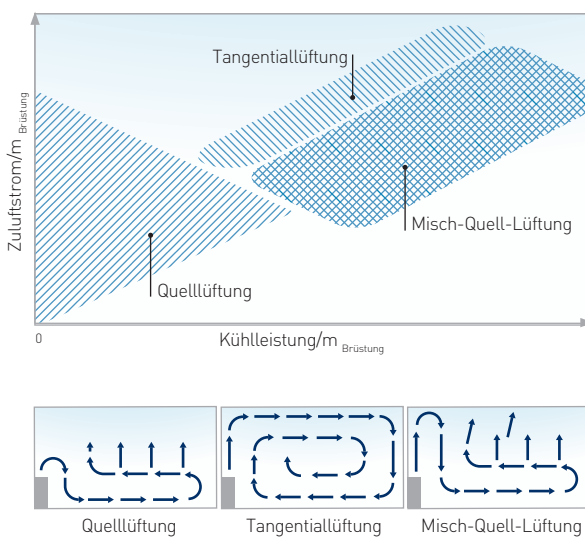 Zuluftstrom/m Brüstung
Tangentiallüftung
Misch-Quell-Lüftung
Quelllüftung
0
Kühlleistung/m Brüstung
Quelllüftung
Tangentiallüftung
Misch-Quell-Lüftung